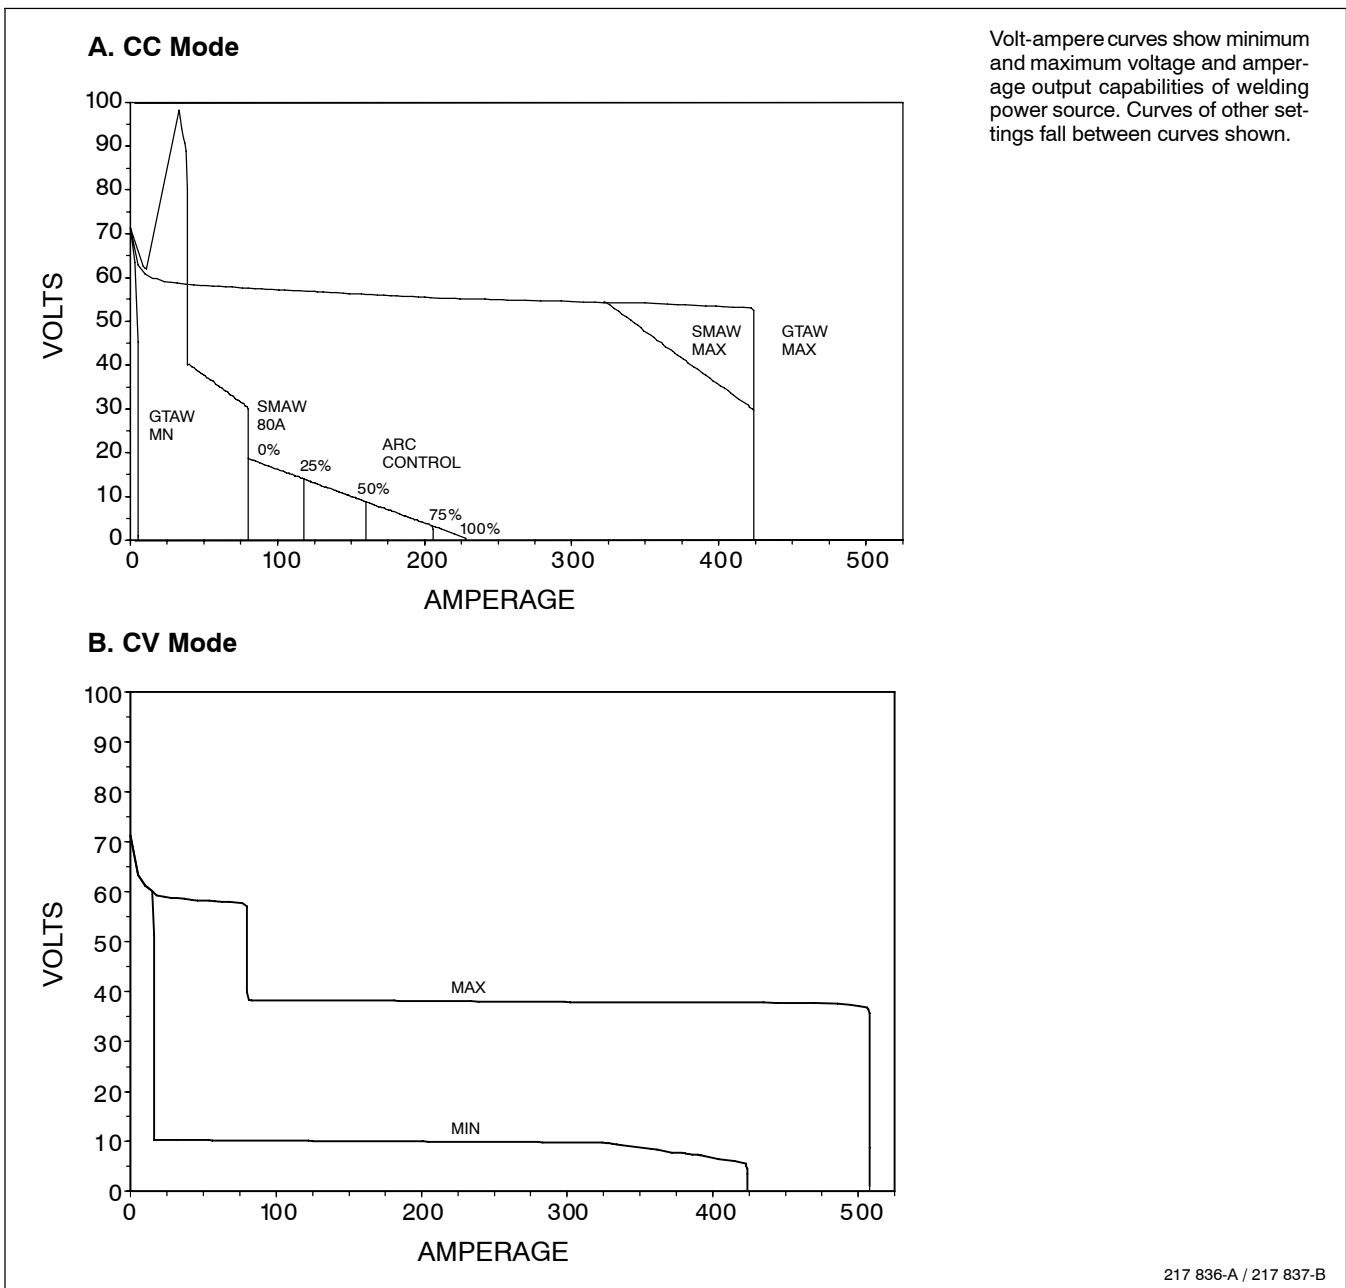 A. CC Mode
Volt-ampere curves show minimum
and maximum voltage and amper-
age output capabilities of welding
power source. Curves of other set-
tings fall between curves shown.
100
90
80
70
60
50
40
30
20
10
0
VOLTS
SMAW
MAX
GTAW
MAX
GTAW
MN
SMAW
80A
ARC
CONTROL
0%
25%
50%
75%
100%
0 100 200 300 400 500
AMPERAGE
B. CV Mode
100
90
80
70
60
50
40
30
20
10
0
VOLTS
MAX
MIN
0 100 200 300 400 500
AMPERAGE
217 836-A / 217 837-B